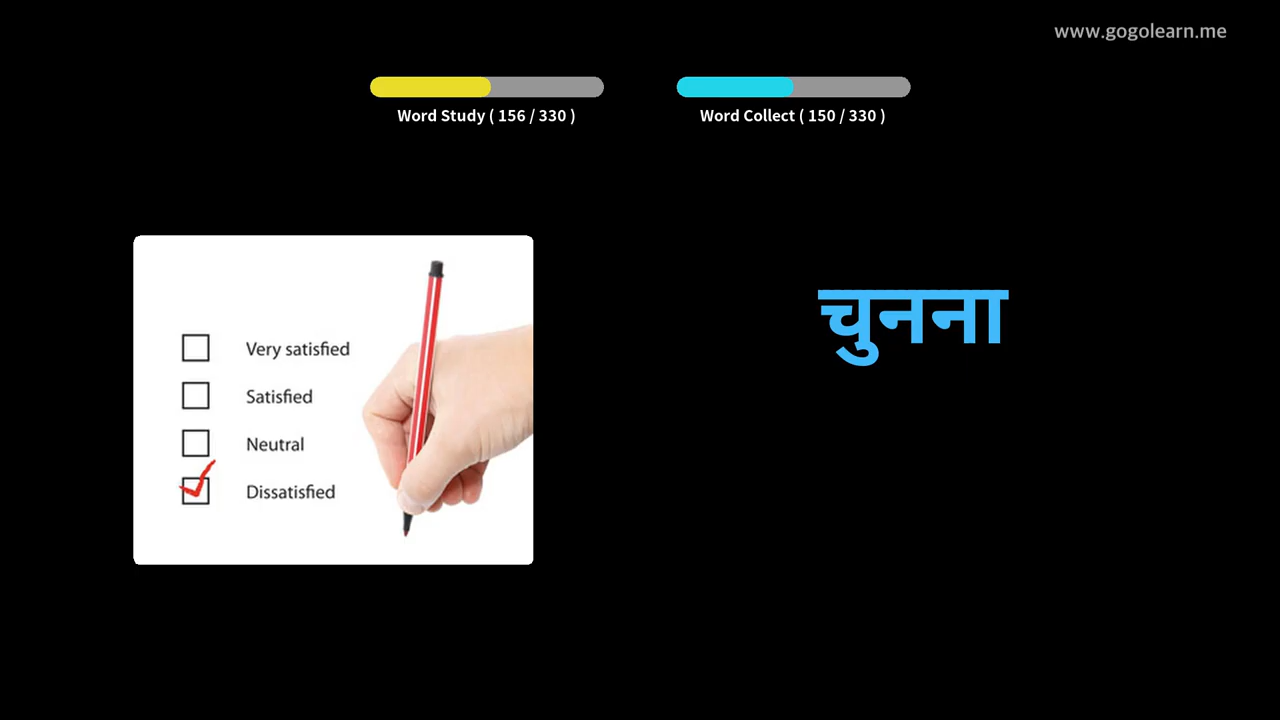 www.gogolearn.me
Word Study ( 156 / 330 )
Word Collect ( 150 / 330 )
Very satisfied
Satisfied
Neutral
Dissatisfied
चुनना